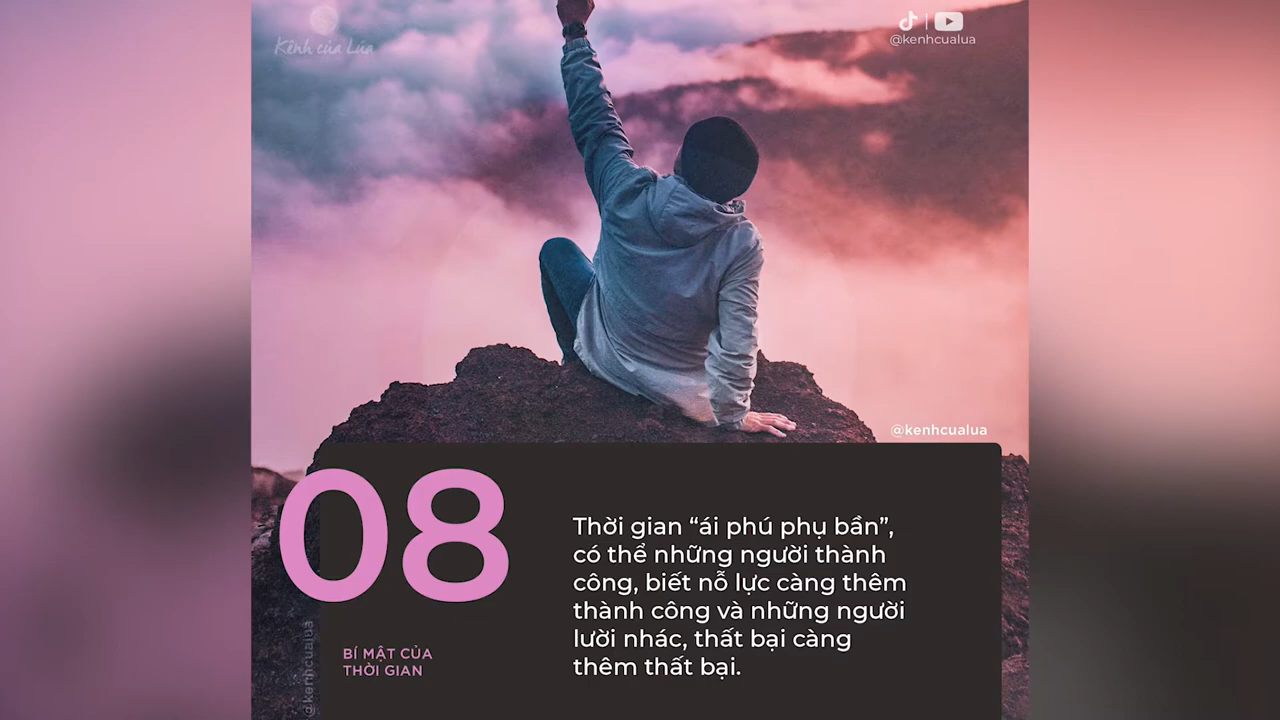 Kênh của Lúa
@kenhcualua
@kenhcualua
08
Thời gian “ái phú phụ bần”,
có thể những người thành
công, biết nỗ lực càng thêm
thành công và những người
lười nhác, thất bại càng
thêm thất bại.
BÍ MẬT CỦA
THỜI GIAN
@kenhcualua